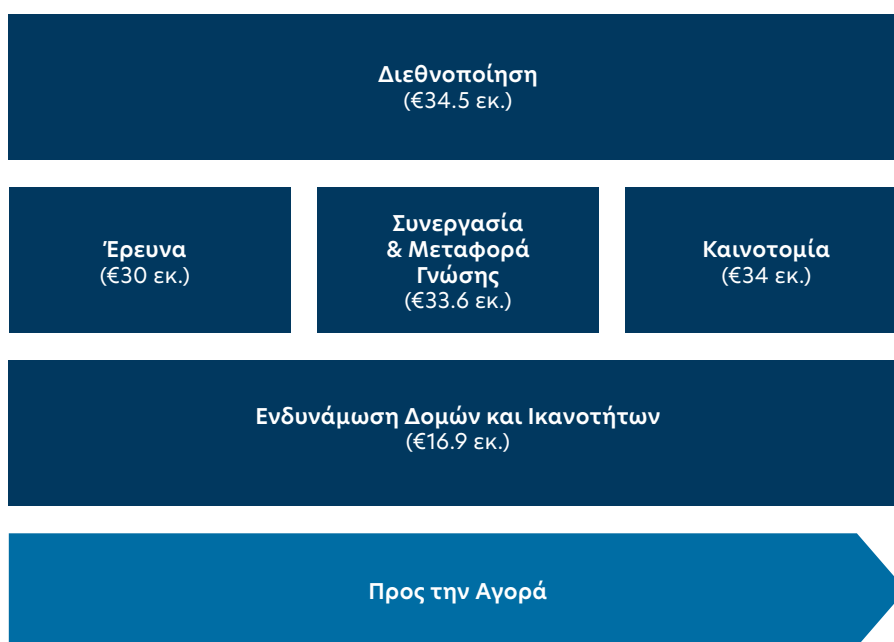 Διεθνοποίηση
(€34.5 εκ.)
Έρευνα
(€30 εκ.)
Συνεργασία
& Μεταφορά
Γνώσης
(€33.6 εκ.)
Καινοτομία
(€34 εκ.)
Ενδυνάμωση Δομών και Ικανοτήτων
(€16.9 εκ.)
Προς την Αγορά